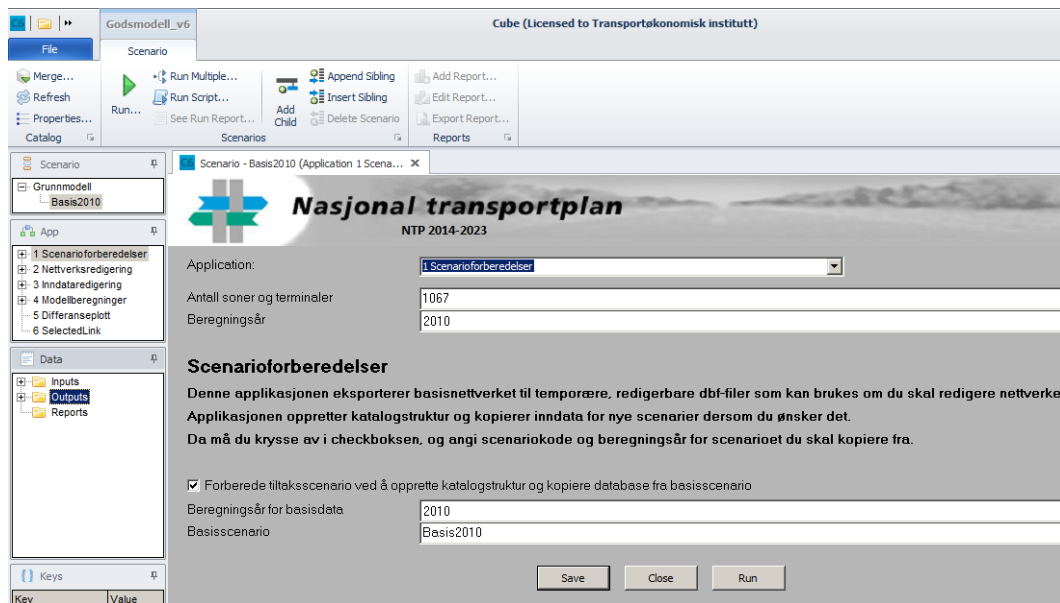 C6 Godsmodell_v6 Cube (Licensed to Transportøkonomisk institutt)
File Scenario
Merge...
Refresh
Properties...
Catalog
Run...
Run Multiple...
Run Script...
See Run Report...
Add Child
Append Sibling
Insert Sibling
Delete Scenario
Scenarios
Add Report...
Edit Report...
Export Report...
Reports
Scenario
Grunnmodell
Basis2010
App
1 Scenarioforberedelser
2 Nettverksredigering
3 Inndataredigering
4 Modellberegninger
5 Differanseplott
6 SelectedLink
Data
Inputs
Outputs
Reports
{ } Keys
Key Value
C6 Scenario - Basis2010 (Application 1 Scena...
Nasjonal transportplan
NTP 2014-2023
Application: 1 Scenarioforberedelser
Antall soner og terminaler 1067
Beregningsår 2010
Scenarioforberedelser
Denne applikasjonen eksporterer basisnettverket til temporære, redigerbare dbf-filer som kan brukes om du skal redigere nettverke
Applikasjonen oppretter katalogstruktur og kopierer inndata for nye scenarier dersom du ønsker det.
Da må du krysse av i checkboksen, og angi scenariokode og beregningsår for scenarioet du skal kopiere fra.
Forberede tiltaksscenario ved å opprette katalogstruktur og kopiere database fra basisscenario
Beregningsår for basisdata 2010
Basisscenario Basis2010
Save Close Run